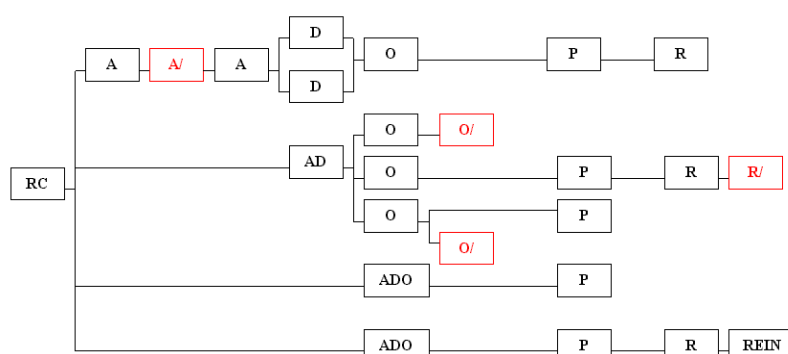 D
A A/ A O P R
D
O O/
AD
RC O P R R/
O P
O/
ADO P
ADO P R REIN